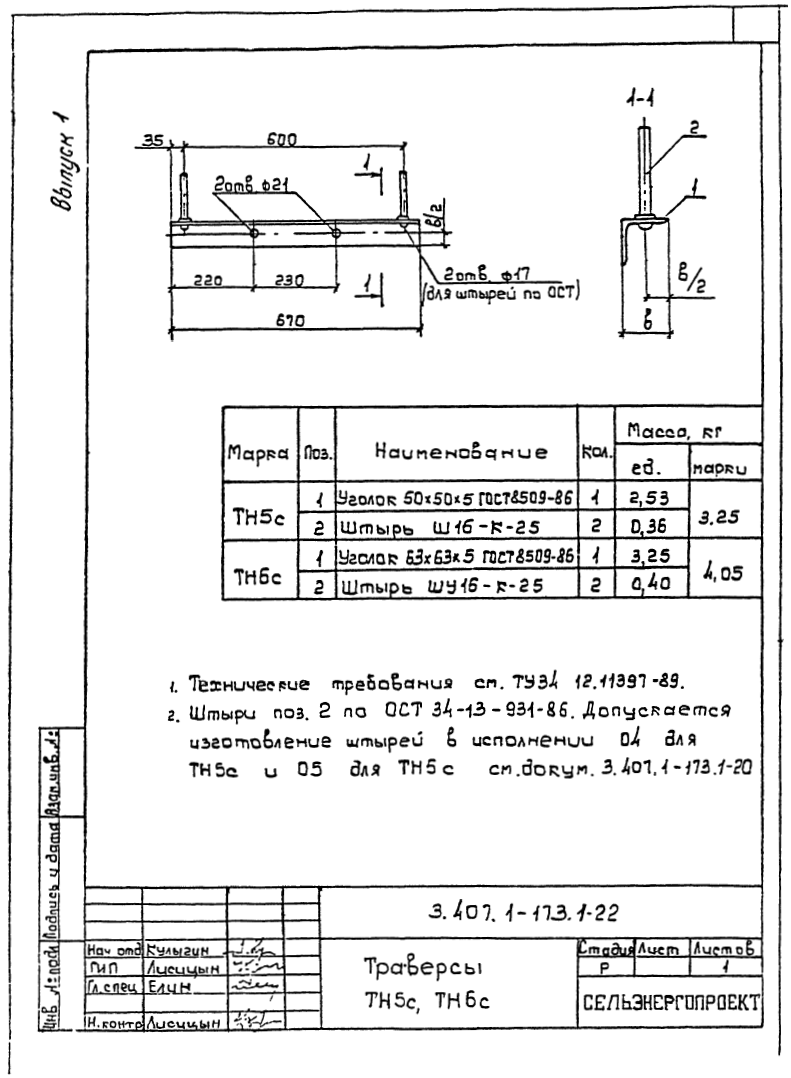 Выпуск 1
1-1
35
600
2отв. ф21
1
в/2
2
1
220
230
1
2отв. ф17
(для штырей по ОСТ)
670
в/2
в
Марка Поз. Наименование Кол. Масса, кг
ед. марки
ТН5с 1 Уголок 50х50х5 ГОСТ8509-86 1 2,53 3.25
2 Штырь Ш16-К-25 2 0,36
ТН6с 1 Уголок 63х63х5 ГОСТ8509-86 1 3,25 4,05
2 Штырь ШУ16-К-25 2 0,40
1. Технические требования см. ТУ34 12.11397-89.
2. Штыри поз. 2 по ОСТ 34-13-931-86. Допускается
изготовление штырей в исполнении 04 для
ТН5с и 05 для ТН5с см.докум. 3.407.1-173.1-20
Взам.инв.№
Подпись и дата
Инв. № подл
3.407.1-173.1-22
Нач отд Кулыгин
ГИП Лисицын
Гл.спец Елин
Н.контр Лисицын
Траверсы
ТН5с, ТН6с
Стадия Лист Листов
Р 1
СЕЛЬЭНЕРГОПРОЕКТ